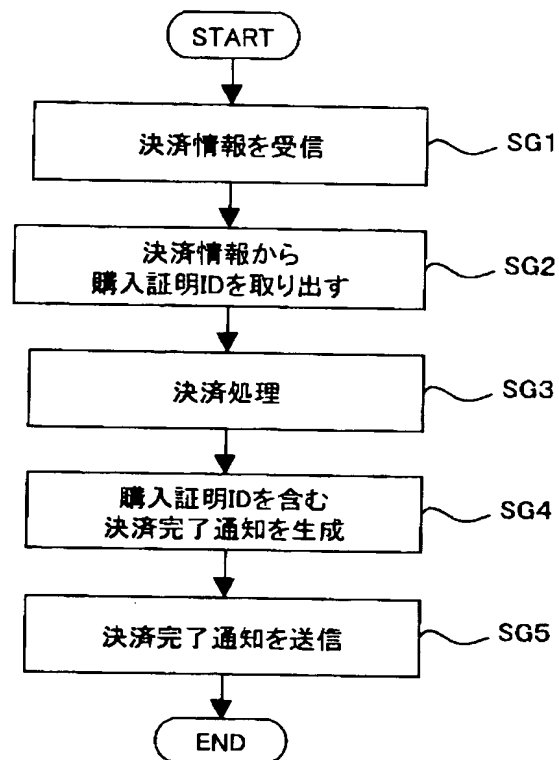 START
決済情報を受信
SG1
決済情報から
購入証明IDを取り出す
SG2
決済処理
SG3
購入証明IDを含む
決済完了通知を生成
SG4
決済完了通知を送信
SG5
END